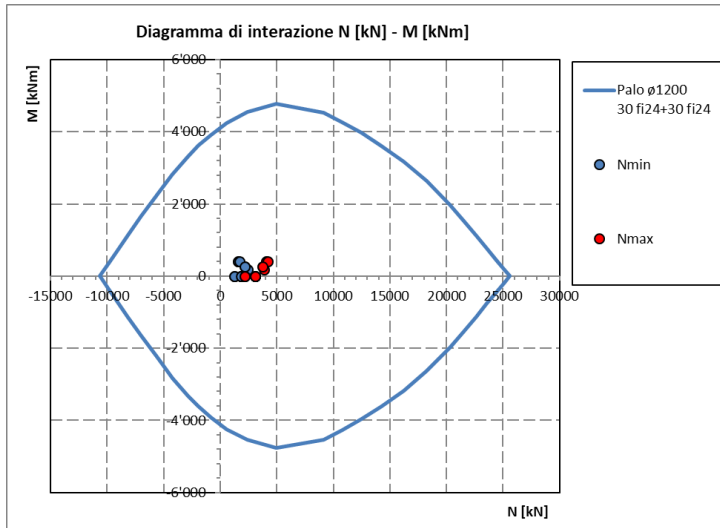 Diagramma di interazione N [kN] - M [kNm]
M [kNm]
6'000
4'000
2'000
0
-2'000
-4'000
-6'000
-15000 -10000 -5000 0 5000 10000 15000 20000 25000 30000
N [kN]
Palo ø1200
30 fi24+30 fi24
Nmin
Nmax